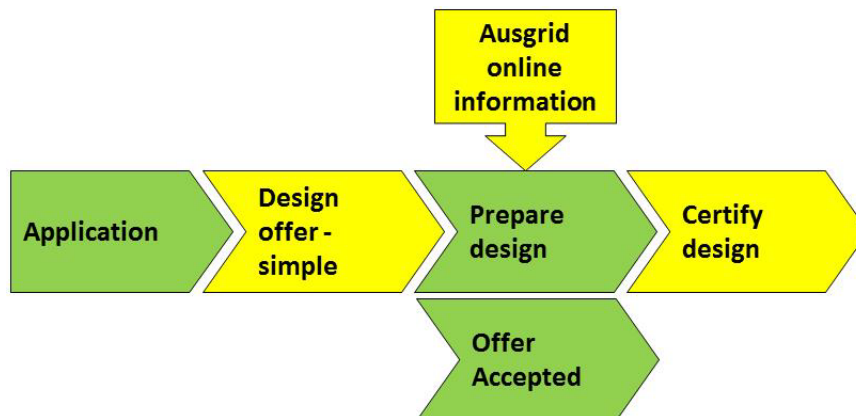 Ausgrid
online
information
Application
Design
offer -
simple
Prepare
design
Certify
design
Offer
Accepted